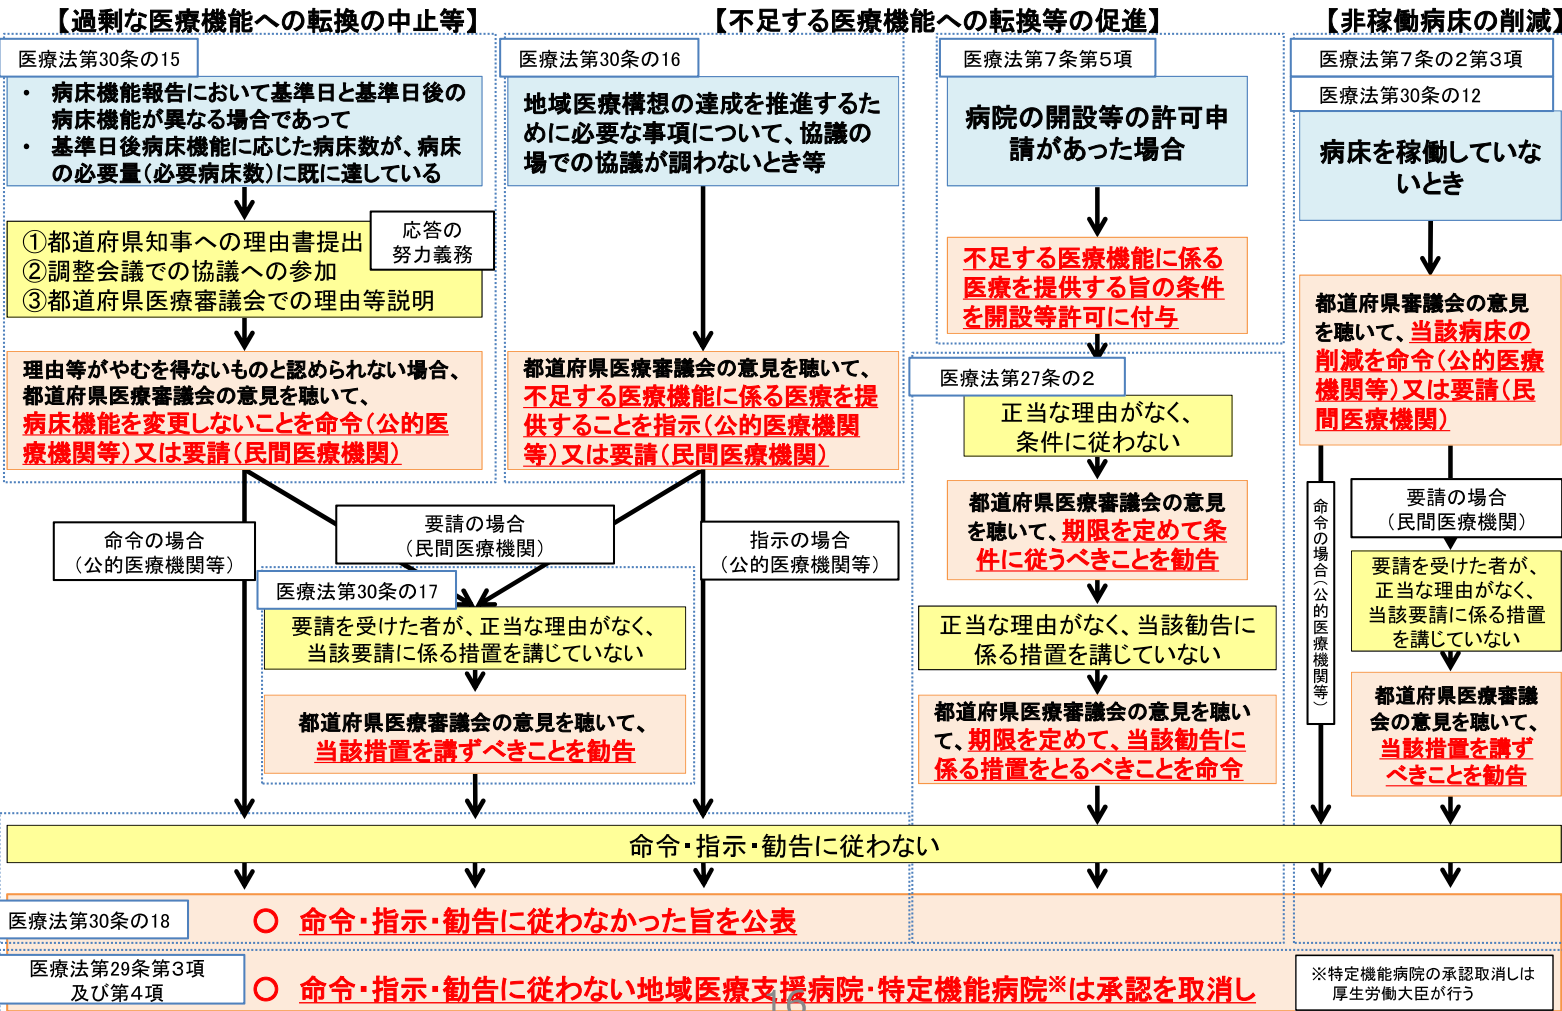 【過剰な医療機能への転換の中止等】
【不足する医療機能への転換等の促進】
【非稼働病床の削減】
医療法第30条の15
・ 病床機能報告において基準日と基準日後の
病床機能が異なる場合であって
・ 基準日後病床機能に応じた病床数が、病床
の必要量(必要病床数)に既に達している
応答の
努力義務
①都道府県知事への理由書提出
②調整会議での協議への参加
③都道府県医療審議会での理由等説明
理由等がやむを得ないものと認められない場合、
都道府県医療審議会の意見を聴いて、
病床機能を変更しないことを命令(公的医
療機関等)又は要請(民間医療機関)
医療法第30条の16
地域医療構想の達成を推進するた
めに必要な事項について、協議の
場での協議が調わないとき等
都道府県医療審議会の意見を聴いて、
不足する医療機能に係る医療を提
供することを指示(公的医療機関
等)又は要請(民間医療機関)
命令の場合
(公的医療機関等)
要請の場合
(民間医療機関)
指示の場合
(公的医療機関等)
医療法第30条の17
要請を受けた者が、正当な理由がなく、
当該要請に係る措置を講じていない
都道府県医療審議会の意見を聴いて、
当該措置を講ずべきことを勧告
医療法第7条第5項
病院の開設等の許可申
請があった場合
不足する医療機能に係る
医療を提供する旨の条件
を開設等許可に付与
医療法第27条の2
正当な理由がなく、
条件に従わない
都道府県医療審議会の意見
を聴いて、期限を定めて条
件に従うべきことを勧告
正当な理由がなく、当該勧告に
係る措置を講じていない
都道府県医療審議会の意見を聴い
て、期限を定めて、当該勧告に
係る措置をとるべきことを命令
医療法第7条の2第3項
医療法第30条の12
病床を稼働していな
いとき
都道府県審議会の意見
を聴いて、当該病床の
削減を命令(公的医療
機関等)又は要請(民
間医療機関)
命令の場合(公的医療機関等)
要請の場合
(民間医療機関)
要請を受けた者が、
正当な理由がなく、
当該要請に係る措置
を講じていない
都道府県医療審議
会の意見を聴いて、
当該措置を講ず
べきことを勧告
命令・指示・勧告に従わない
医療法第30条の18
○ 命令・指示・勧告に従わなかった旨を公表
医療法第29条第3項
及び第4項
○ 命令・指示・勧告に従わない地域医療支援病院・特定機能病院※は承認を取消し
※特定機能病院の承認取消しは
厚生労働大臣が行う
16